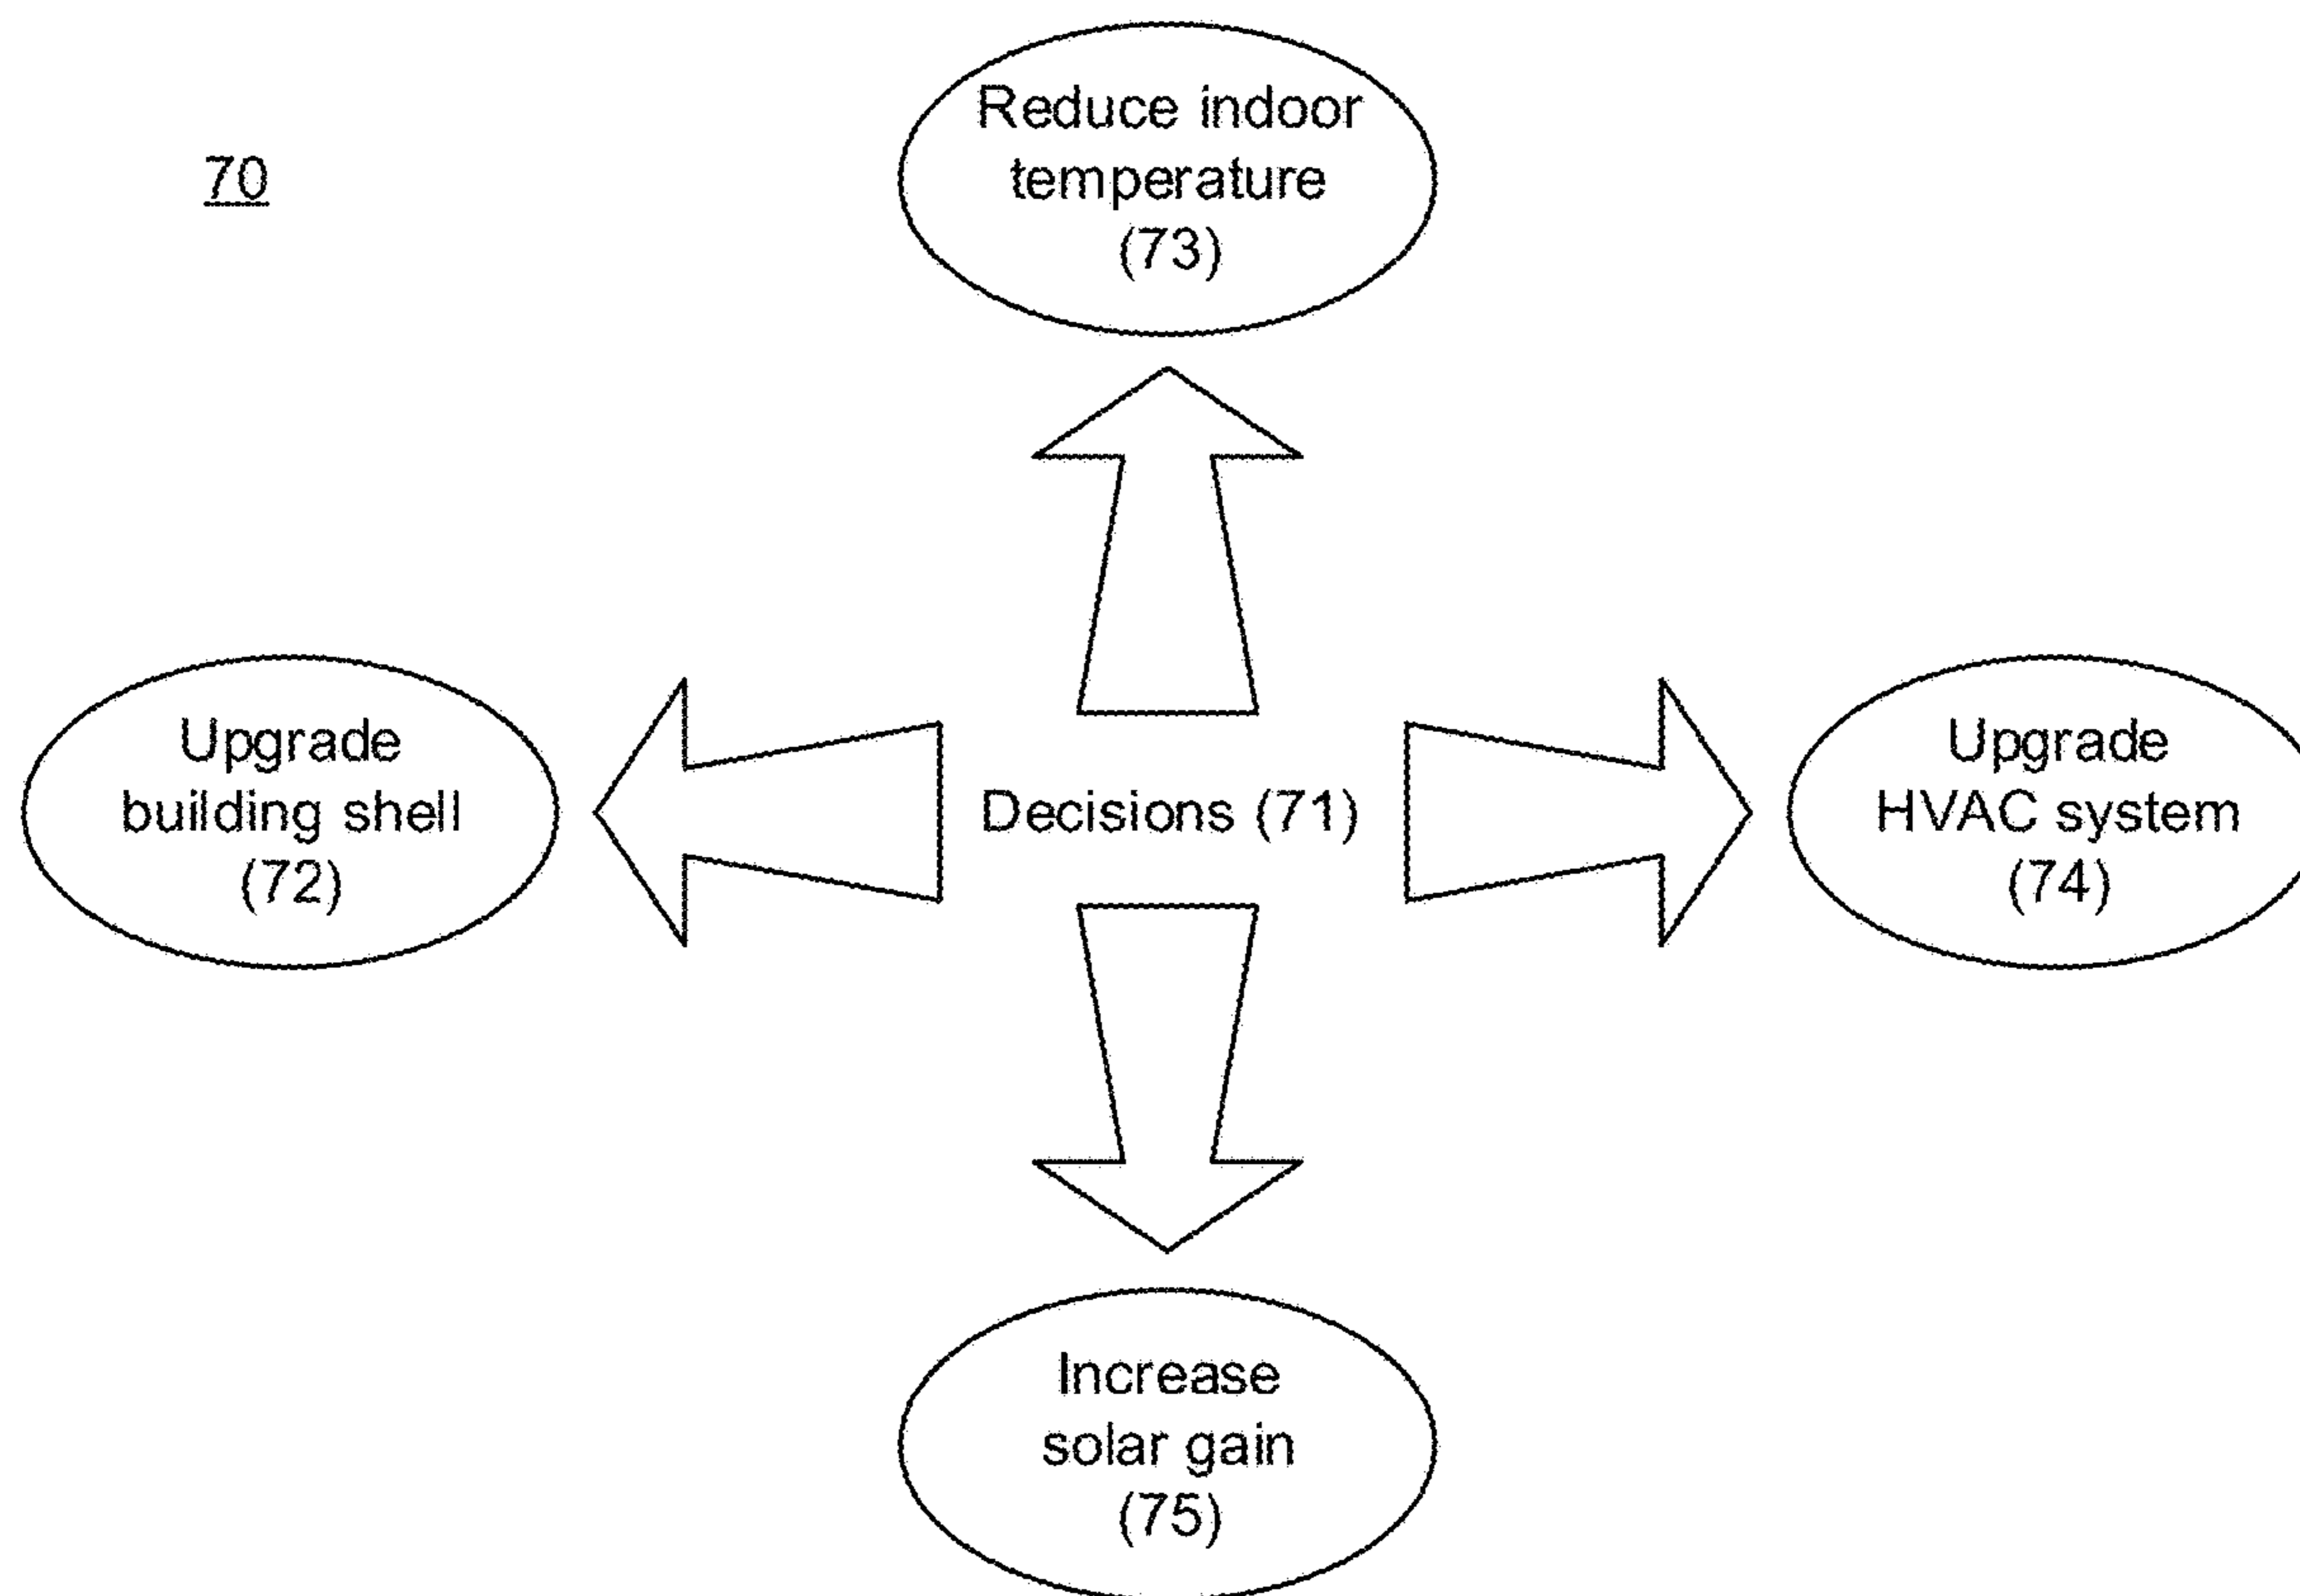 70
Reduce indoor
temperature
(73)
Upgrade
building shell
(72)
Decisions (71)
Upgrade
HVAC system
(74)
Increase
solar gain
(75)